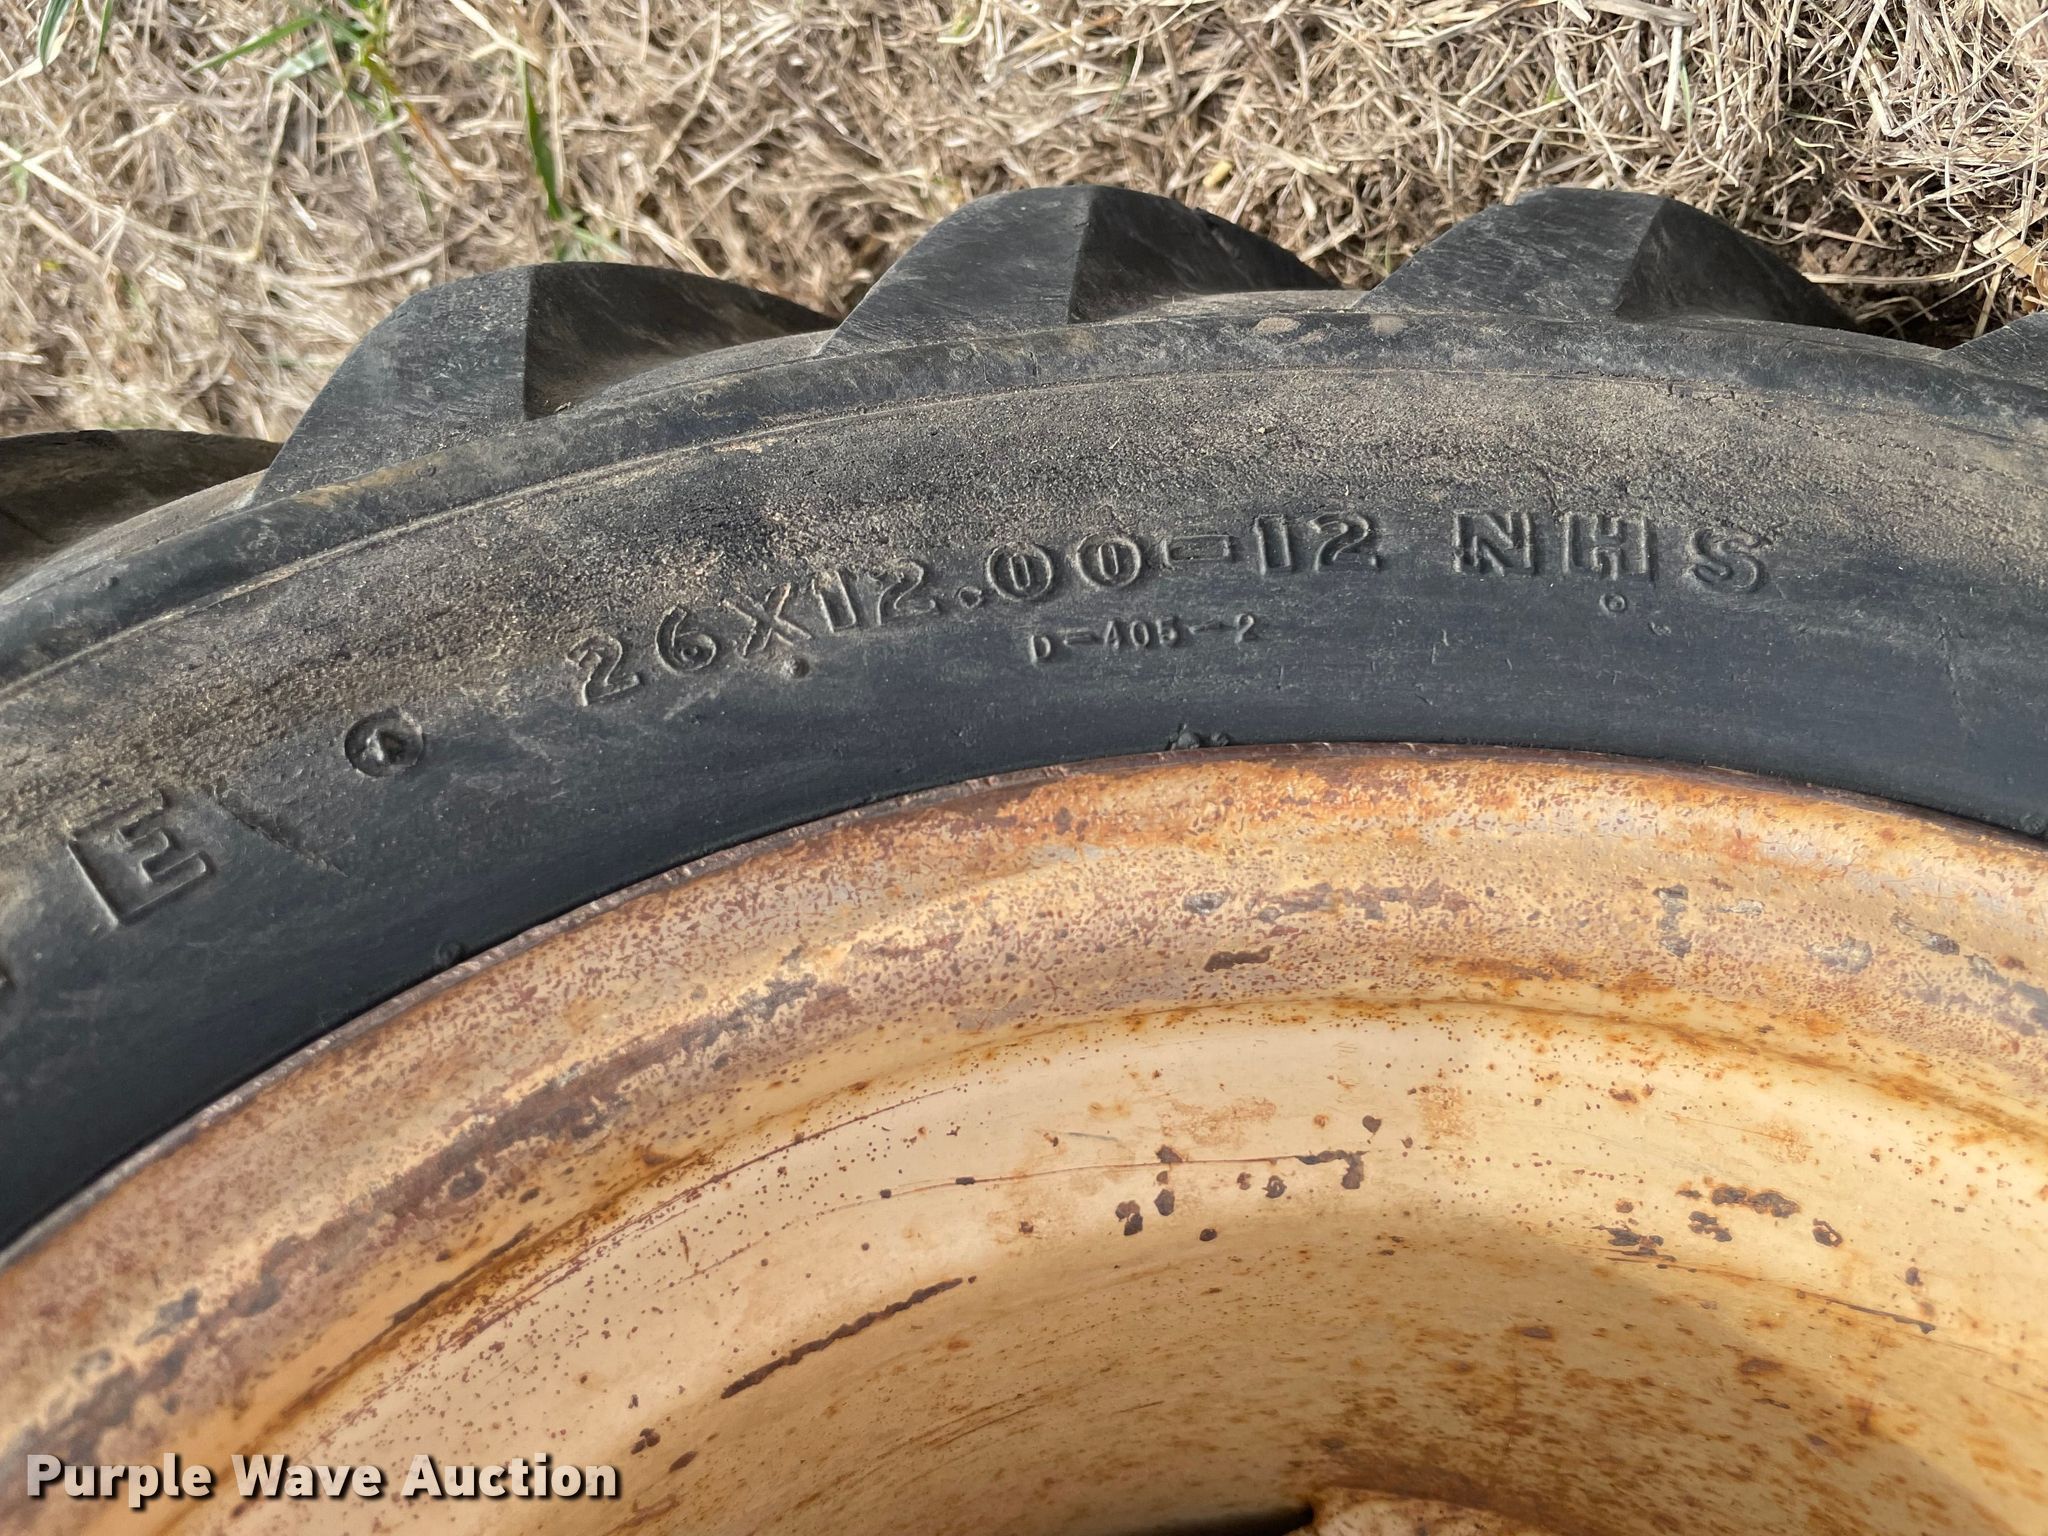 26X12.00-12 NHS
D-405-2
E
Purple Wave Auction